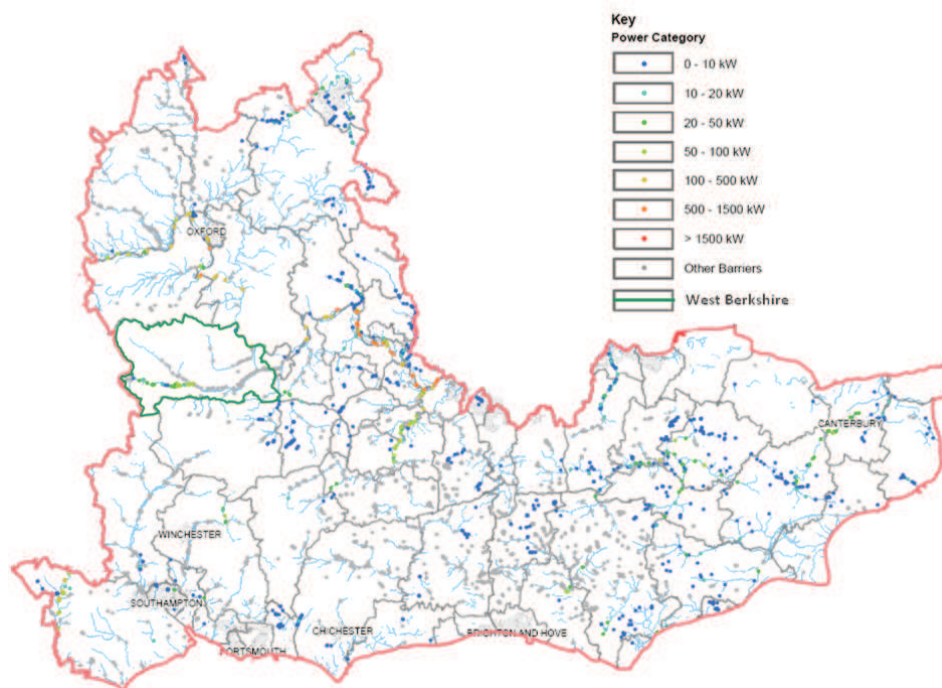 Key
Power Category
0 - 10 kW
10 - 20 kW
20 - 50 kW
50 - 100 kW
100 - 500 kW
500 - 1500 kW
> 1500 kW
Other Barriers
West Berkshire
OXFORD
CANTERBURY
WINCHESTER
SOUTHAMPTON
CHICHESTER
BRIGHTON AND HOVE
PORTSMOUTH